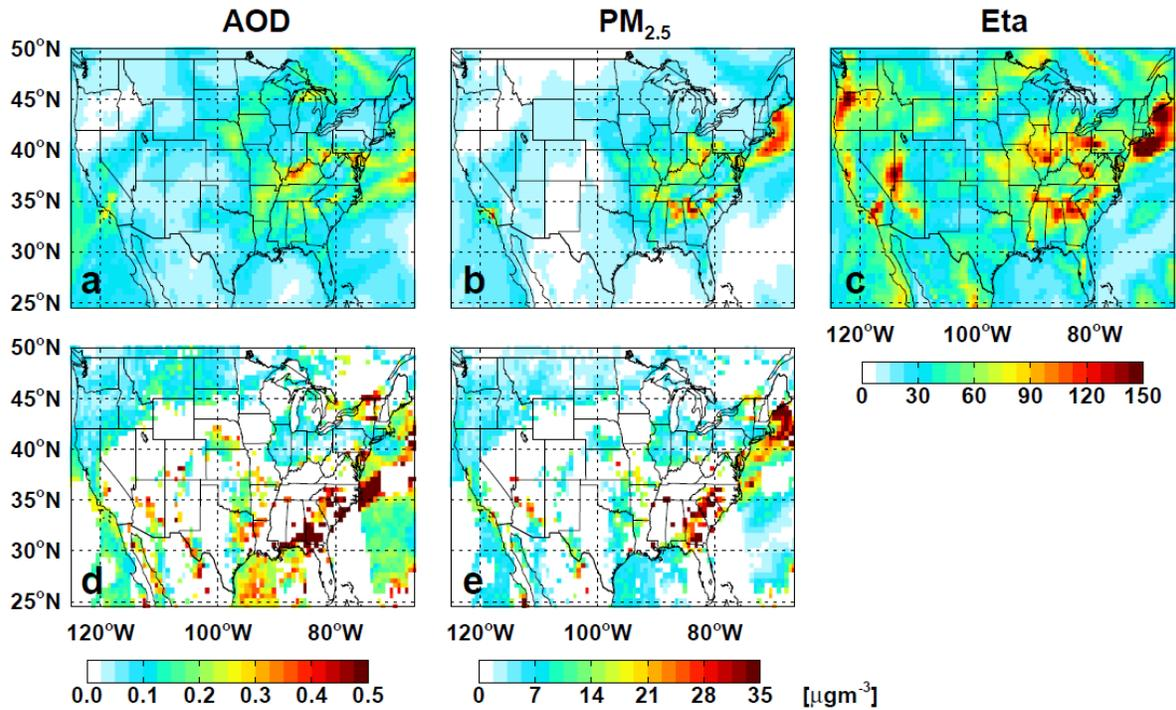 AOD PM2.5 Eta
50°N
45°N
40°N
35°N
30°N
25°N
a b c
120°W 100°W 80°W
0 30 60 90 120 150
50°N
45°N
40°N
35°N
30°N
25°N
d e
120°W 100°W 80°W 120°W 100°W 80°W
0.0 0.1 0.2 0.3 0.4 0.5 0 7 14 21 28 35 [μgm-3]